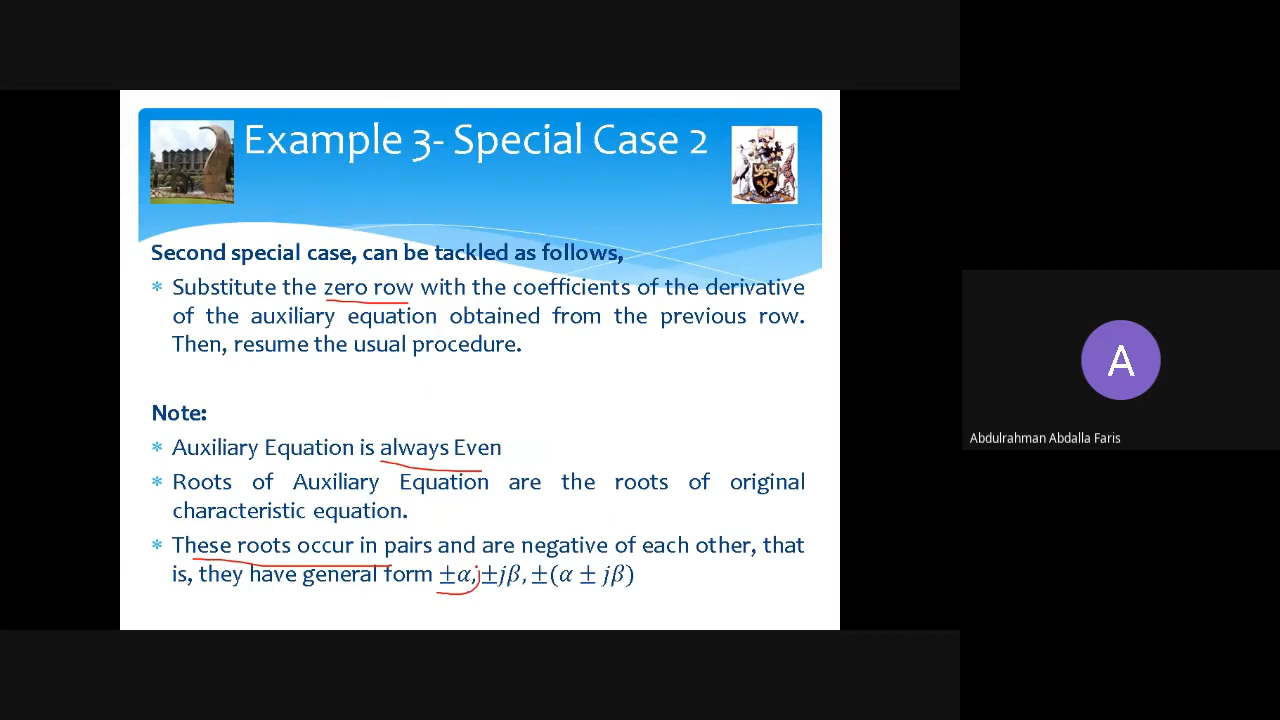 Example 3- Special Case 2
Second special case, can be tackled as follows,
* Substitute the zero row with the coefficients of the derivative
of the auxiliary equation obtained from the previous row.
Then, resume the usual procedure.
Note:
* Auxiliary Equation is always Even
* Roots of Auxiliary Equation are the roots of original
characteristic equation.
* These roots occur in pairs and are negative of each other, that
is, they have general form ±α, ±jβ, ±(α ± jβ)
A
Abdulrahman Abdalla Faris